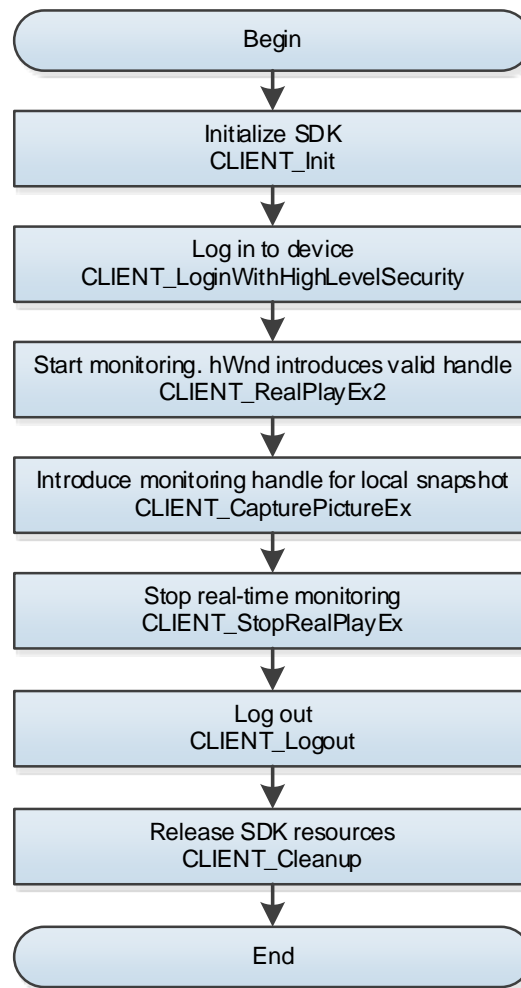 Begin
Initialize SDK
CLIENT_Init
Log in to device
CLIENT_LoginWithHighLevelSecurity
Start monitoring. hWnd introduces valid handle
CLIENT_RealPlayEx2
Introduce monitoring handle for local snapshot
CLIENT_CapturePictureEx
Stop real-time monitoring
CLIENT_StopRealPlayEx
Log out
CLIENT_Logout
Release SDK resources
CLIENT_Cleanup
End